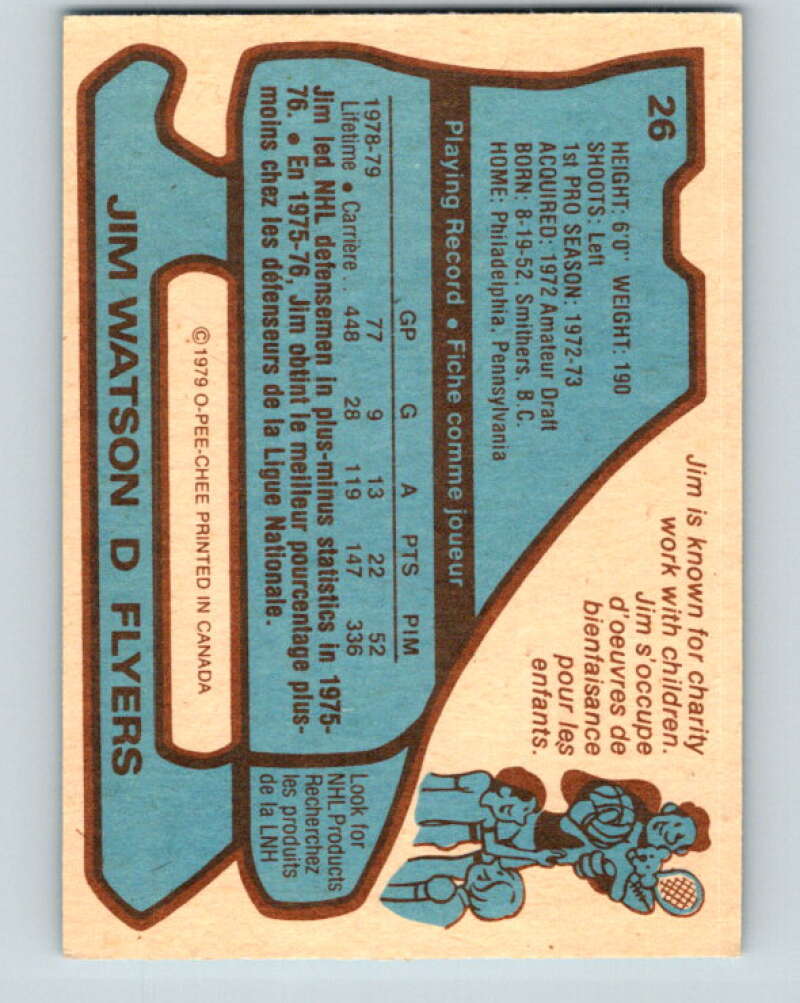 26
HEIGHT: 6'0" WEIGHT: 190
SHOOTS: Left
1st PRO SEASON: 1972-73
ACQUIRED: 1972 Amateur Draft
BORN: 8-19-52, Smithers, B.C.
HOME: Philadelphia, Pennsylvania
Jim is known for charity
work with children.
Jim s'occupe
d'oeuvres de
bienfaisance
pour les
enfants.
Playing Record • Fiche comme joueur
GP G A PTS PIM
1978-79 77 9 13 22 52
Lifetime • Carrière... 448 28 119 147 336
Jim led NHL defensemen in plus-minus statistics in 1975-
76. • En 1975-76, Jim obtint le meilleur pourcentage plus-
moins chez les défenseurs de la Ligue Nationale.
Look for
NHL Products
Recherchez
les produits
de la LNH
©1979 O-PEE-CHEE PRINTED IN CANADA
JIM WATSON D FLYERS